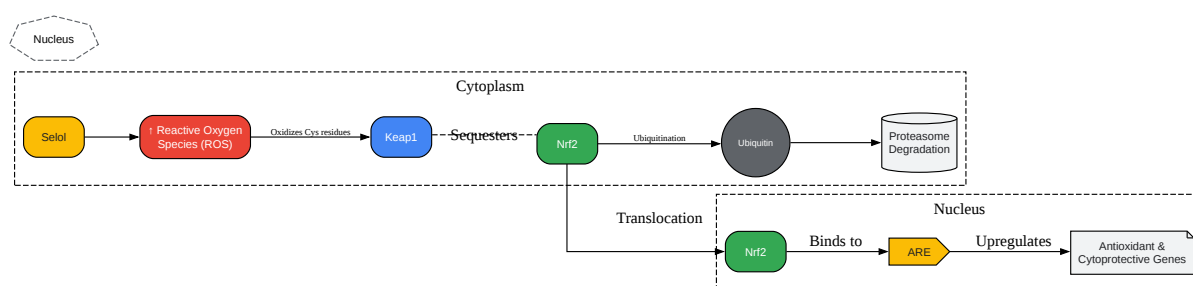 Nucleus
Cytoplasm
Selol
↑ Reactive Oxygen
Species (ROS)
Oxidizes Cys residues
Keap1
Sequesters
Nrf2
Ubiquitination
Ubiquitin
Proteasome
Degradation
Translocation
Nucleus
Nrf2
Binds to
ARE
Upregulates
Antioxidant &
Cytoprotective Genes